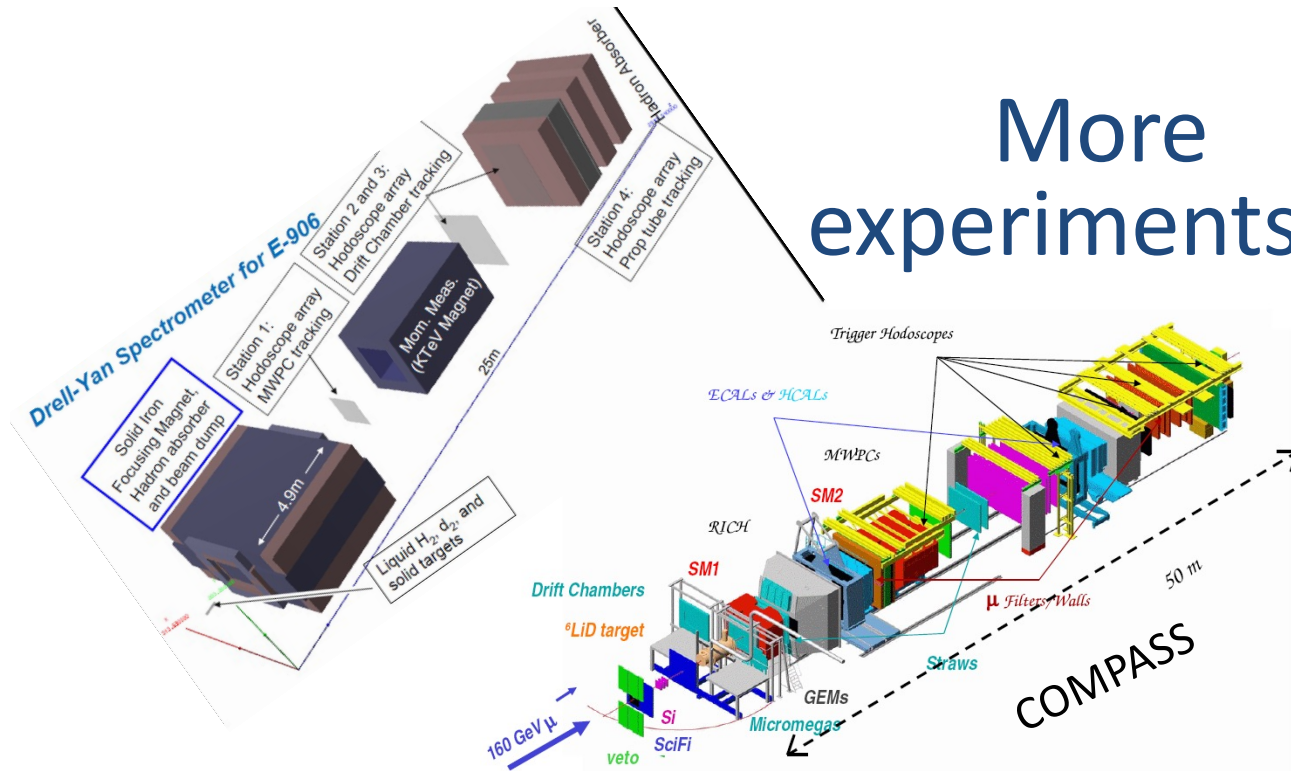 More
experiments
Drell-Yan Spectrometer for E-906
Solid Iron
Focusing Magnet,
Hadron absorber
and beam dump
Station 1:
Hodoscope array
MWPC tracking
Station 2 and 3:
Hodoscope array
Drift Chamber tracking
Hadron Absorber
Station 4:
Hodoscope array
Prop tube tracking
Mom. Meas.
(KTeV Magnet)
25m
4.9m
Liquid H2, d2, and
solid targets
Trigger Hodoscopes
ECALs & HCALs
MWPCs
SM2
RICH
SM1
Drift Chambers
⁶LiD target
50 m
μ Filters/Walls
Straws
COMPASS
GEMs
Micromegas
Si
SciFi
veto
160 GeV μ